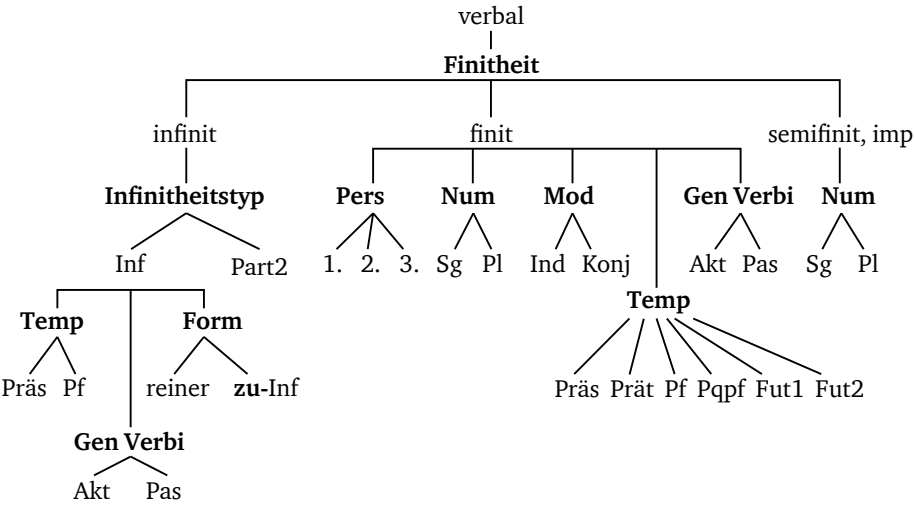 verbal
Finitheit
infinit finit semifinit, imp
Infinitheitstyp Pers Num Mod Gen Verbi Num
Inf Part2 1. 2. 3. Sg Pl Ind Konj Akt Pas Sg Pl
Temp Form Temp
Präs Pf reiner zu-Inf Präs Prät Pf Pqpf Fut1 Fut2
Gen Verbi
Akt Pas